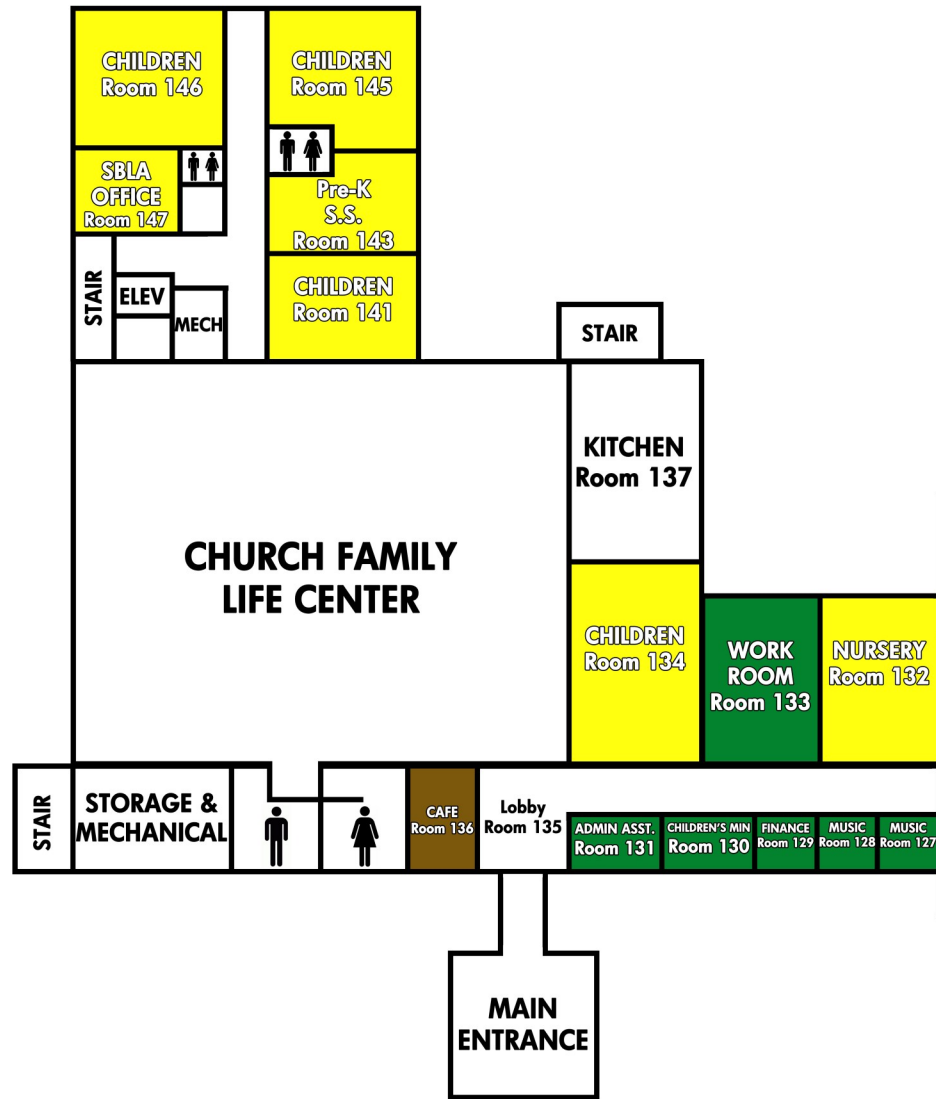 CHILDREN
Room 146
CHILDREN
Room 145
SBLA
OFFICE
Room 147
Pre-K
S.S.
Room 143
STAIR
ELEV
MECH
CHILDREN
Room 141
STAIR
KITCHEN
Room 137
CHURCH FAMILY
LIFE CENTER
CHILDREN
Room 134
WORK
ROOM
Room 133
NURSERY
Room 132
STAIR
STORAGE &
MECHANICAL
CAFE
Room 136
Lobby
Room 135
ADMIN ASST.
Room 131
CHILDREN'S MIN
Room 130
FINANCE
Room 129
MUSIC
Room 128
MUSIC
Room 127
MAIN
ENTRANCE